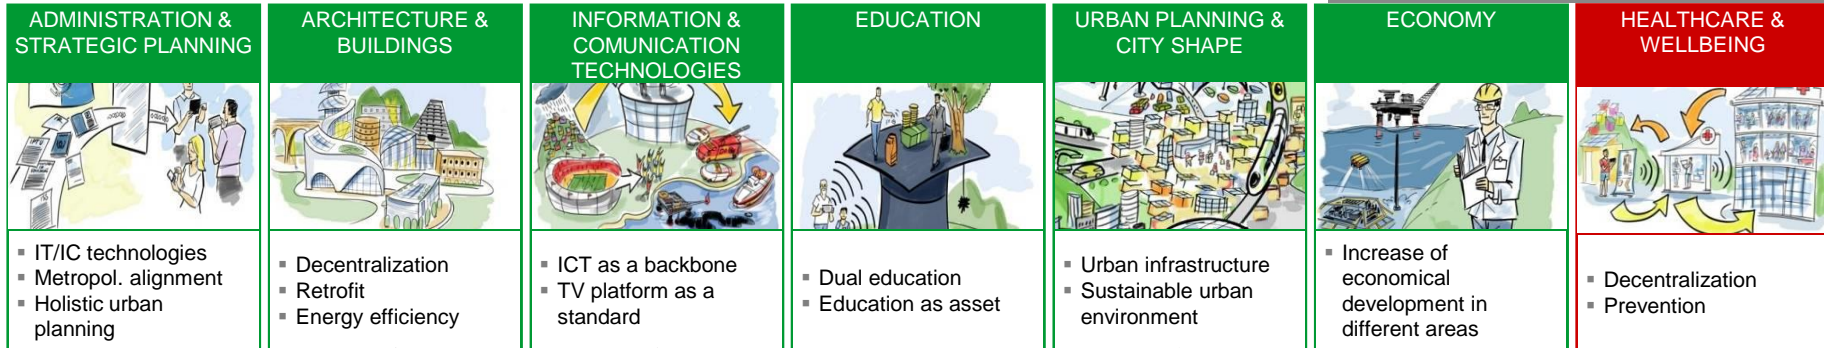 ADMINISTRATION &
STRATEGIC PLANNING
IT/IC technologies
Metropol. alignment
Holistic urban
planning
ARCHITECTURE &
BUILDINGS
Decentralization
Retrofit
Energy efficiency
INFORMATION &
COMUNICATION
TECHNOLOGIES
ICT as a backbone
TV platform as a
standard
EDUCATION
Dual education
Education as asset
URBAN PLANNING &
CITY SHAPE
Urban infrastructure
Sustainable urban
environment
ECONOMY
Increase of
economical
development in
different areas
HEALTHCARE &
WELLBEING
Decentralization
Prevention